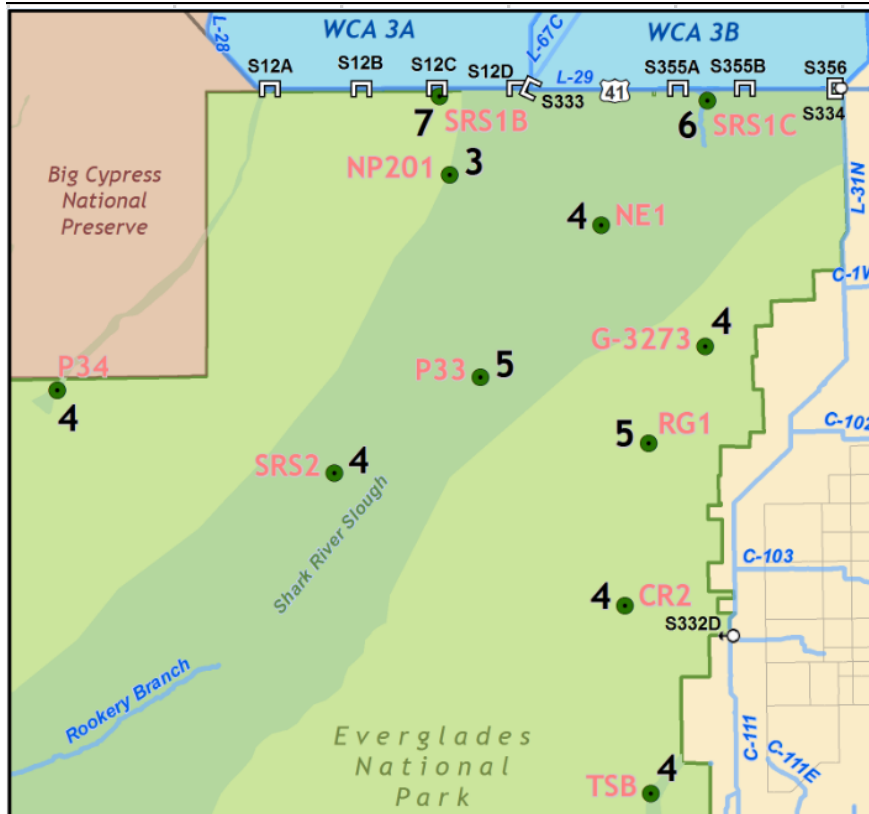 WCA 3A
L-67C
WCA 3B
L-28
S12A
S12B
S12C
S12D
L-29
S333
41
S355A
S355B
S356
S334
7
SRS1B
6
SRS1C
NP201
3
Big Cypress
National
Preserve
4
NE1
L-31N
C-1W
G-3273
4
P34
4
P33
5
C-102
5
RG1
SRS2
4
Shark River Slough
C-103
4
CR2
S332D
Rookery Branch
Everglades
National
Park
C-111
C-111E
4
TSB